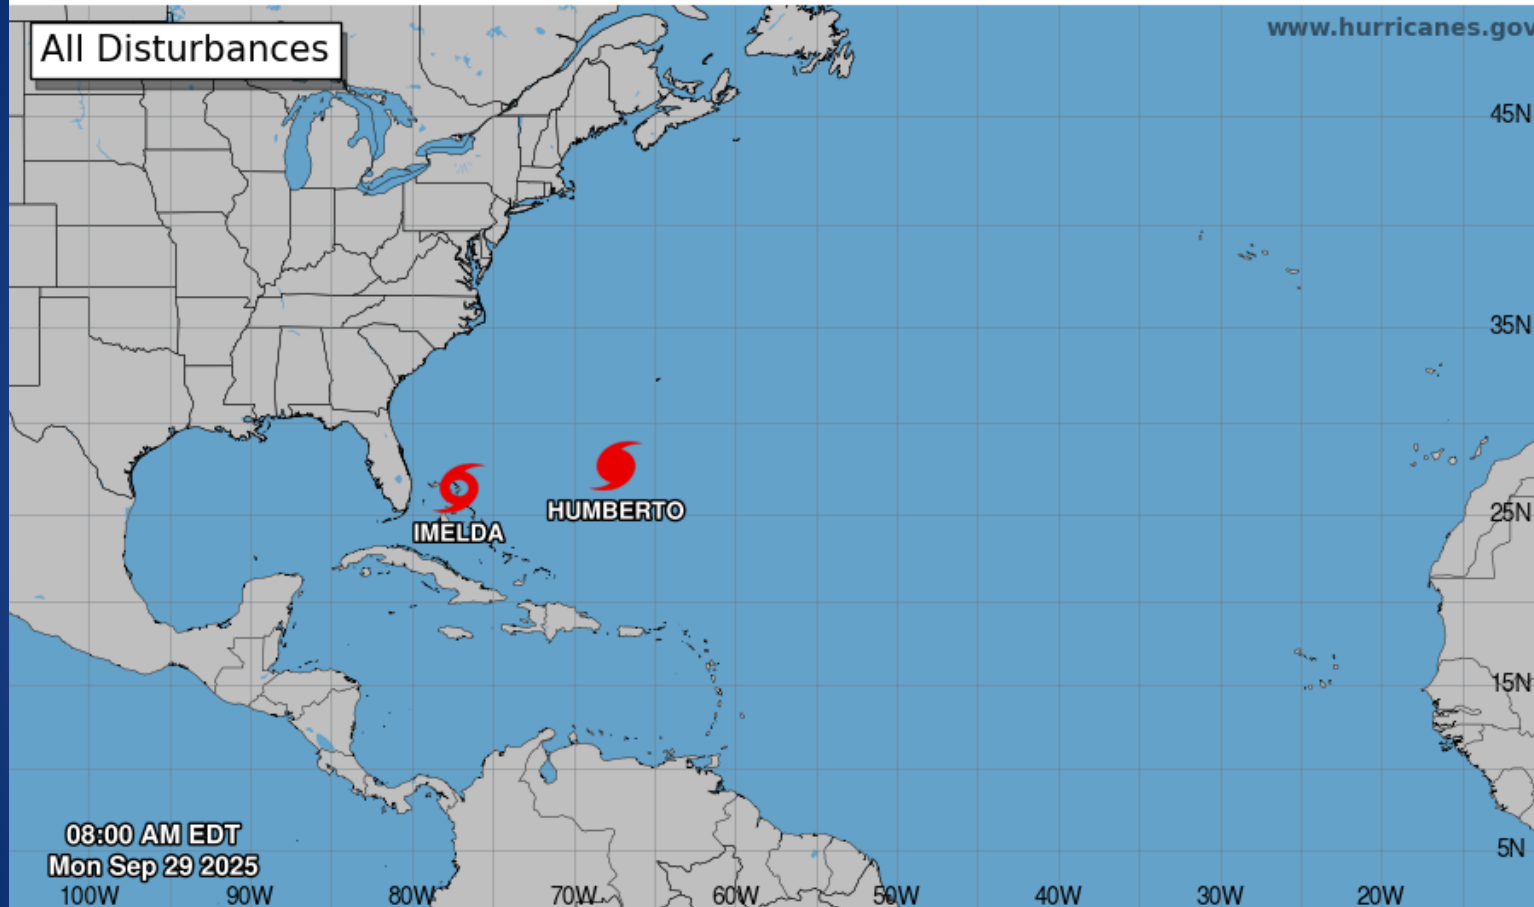 All Disturbances
www.hurricanes.gov
45N
35N
25N
IMELDA
HUMBERTO
15N
5N
08:00 AM EDT
Mon Sep 29 2025
100W 90W 80W 70W 60W 50W 40W 30W 20W